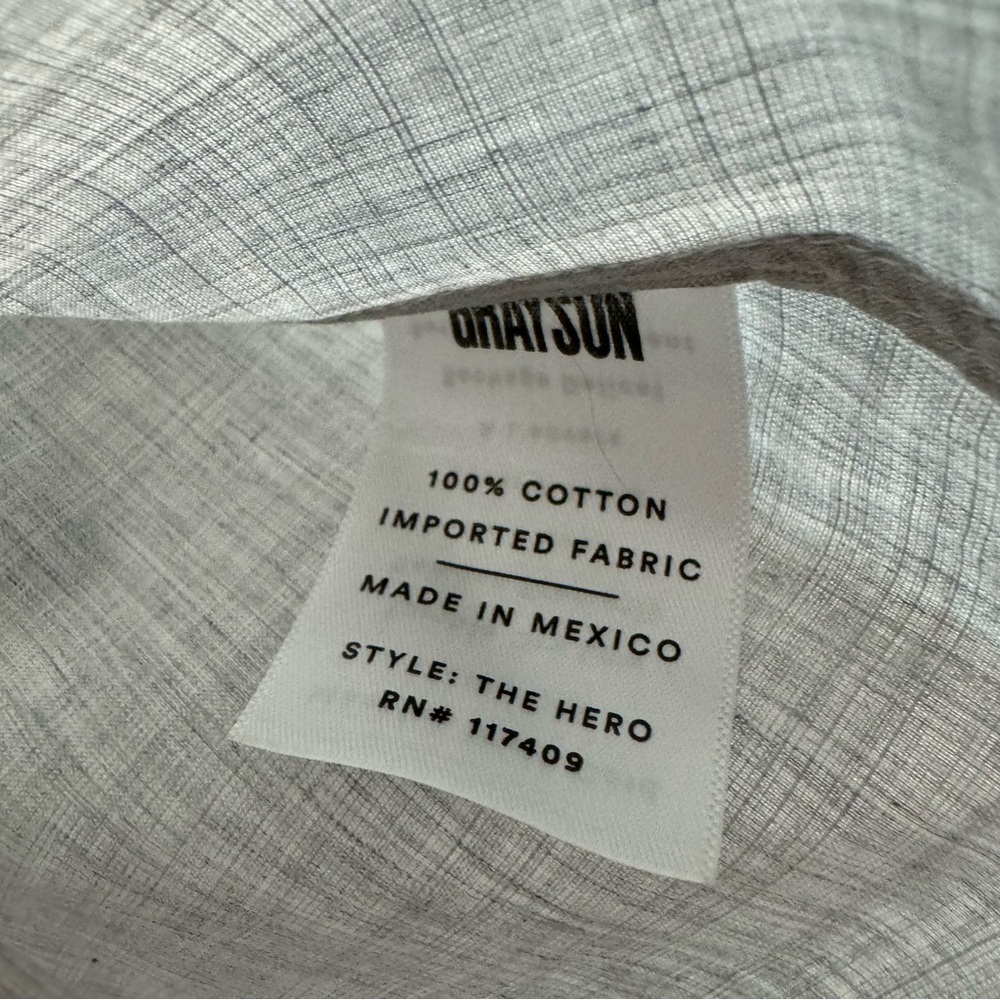 GRAYSON
100% COTTON
IMPORTED FABRIC
MADE IN MEXICO
STYLE: THE HERO
RN# 117409